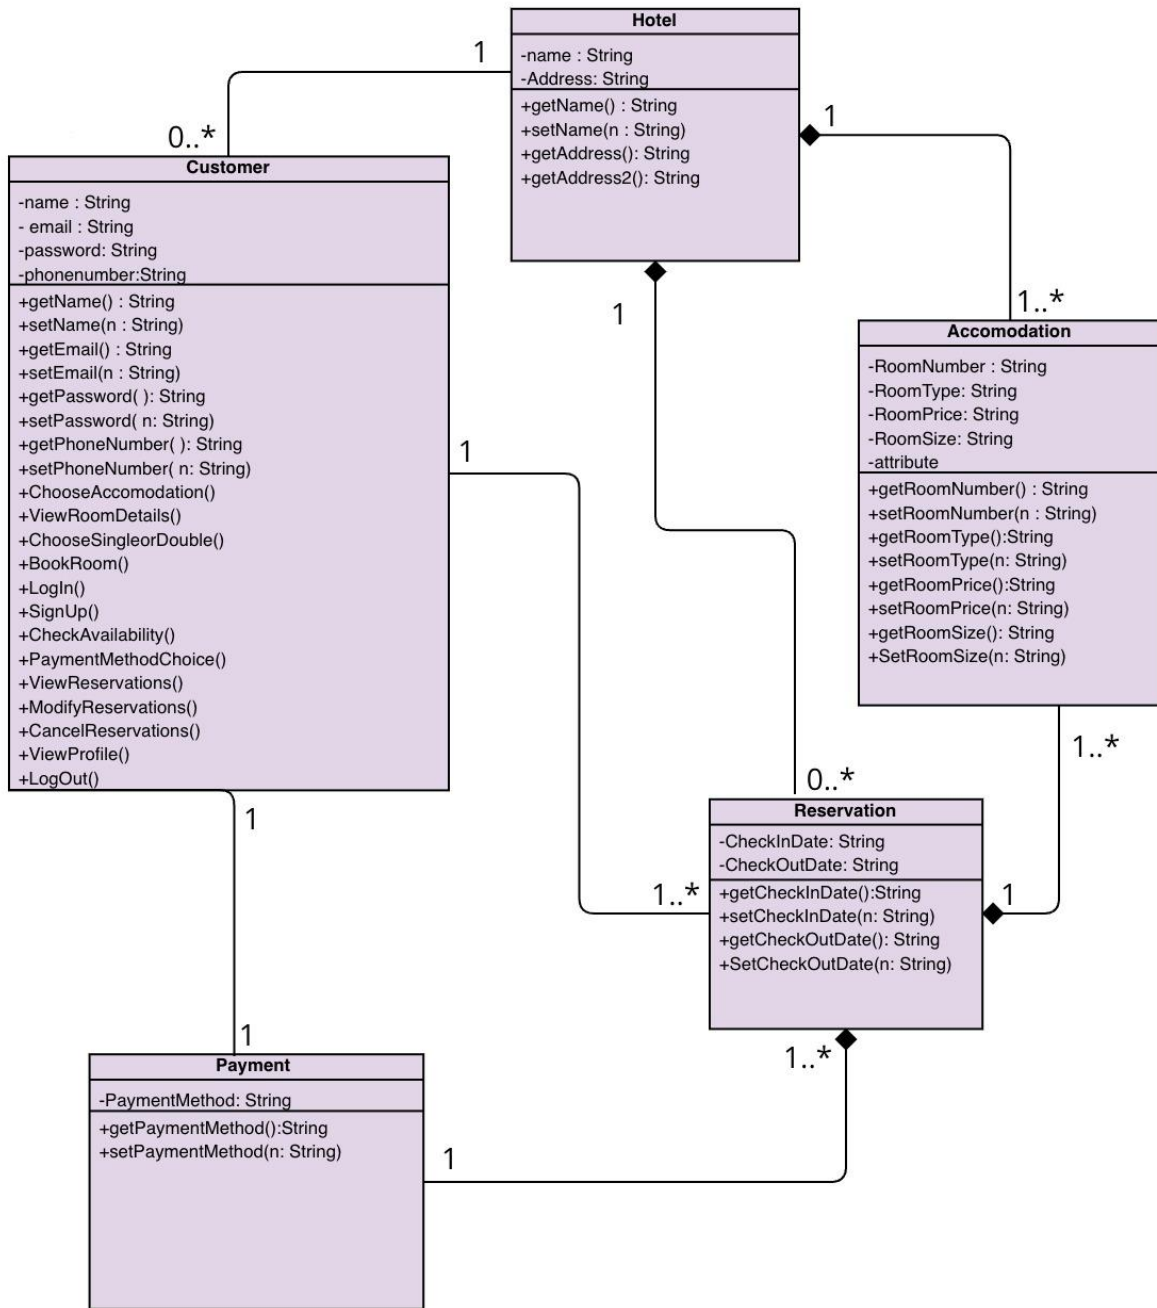 Hotel
-name : String
-Address: String
+getName() : String
+setName(n : String)
+getAddress(): String
+getAddress2(): String
1
0..*
1
1..*
1
0..*
Customer
-name : String
- email : String
-password: String
-phonenumber:String
+getName() : String
+setName(n : String)
+getEmail() : String
+setEmail(n : String)
+getPassword( ): String
+setPassword( n: String)
+getPhoneNumber( ): String
+setPhoneNumber( n: String)
+ChooseAccomodation()
+ViewRoomDetails()
+ChooseSingleorDouble()
+BookRoom()
+LogIn()
+SignUp()
+CheckAvailability()
+PaymentMethodChoice()
+ViewReservations()
+ModifyReservations()
+CancelReservations()
+ViewProfile()
+LogOut()
1
1..*
1
1
Accomodation
-RoomNumber : String
-RoomType: String
-RoomPrice: String
-RoomSize: String
-attribute
+getRoomNumber() : String
+setRoomNumber(n : String)
+getRoomType():String
+setRoomType(n: String)
+getRoomPrice():String
+setRoomPrice(n: String)
+getRoomSize(): String
+SetRoomSize(n: String)
1..*
1
Reservation
-CheckInDate: String
-CheckOutDate: String
+getCheckInDate():String
+setCheckInDate(n: String)
+getCheckOutDate(): String
+SetCheckOutDate(n: String)
1..*
1
Payment
-PaymentMethod: String
+getPaymentMethod():String
+setPaymentMethod(n: String)